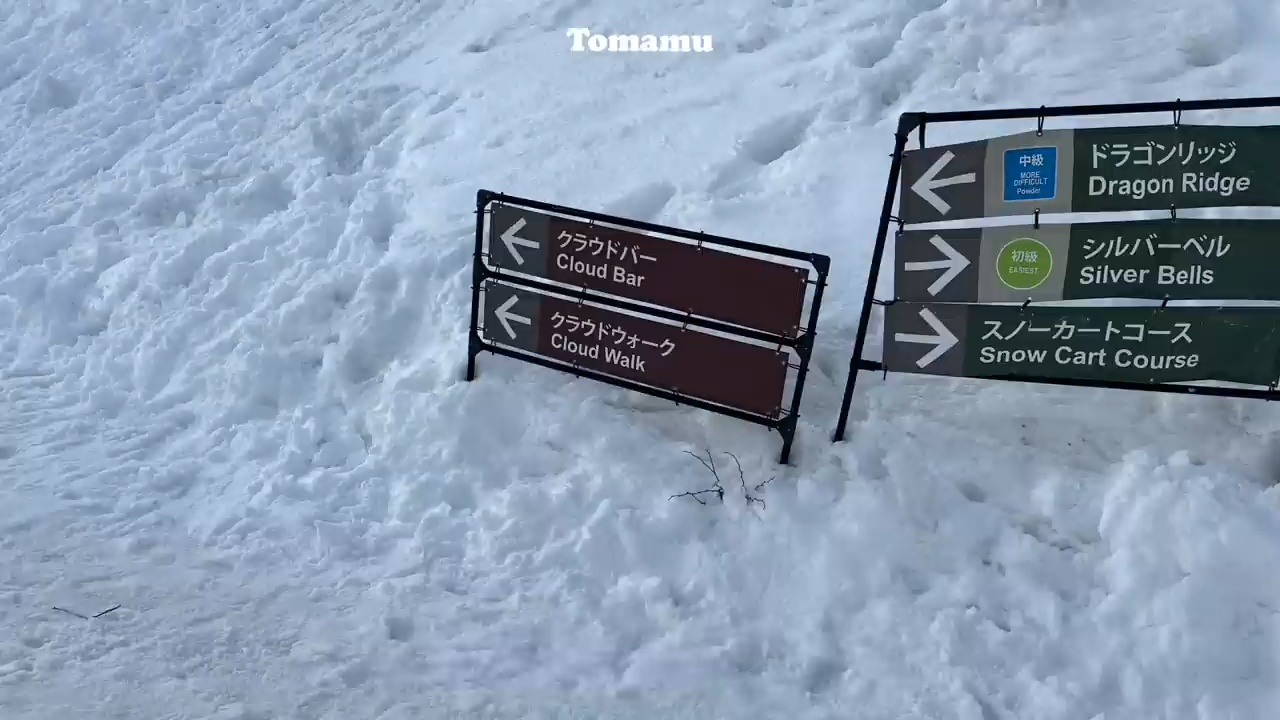 Tomamu
クラウドバー
Cloud Bar
クラウドウォーク
Cloud Walk
中級
MORE
DIFFICULT
Powder
ドラゴンリッジ
Dragon Ridge
初級
EASIEST
シルバーベル
Silver Bells
スノーカートコース
Snow Cart Course